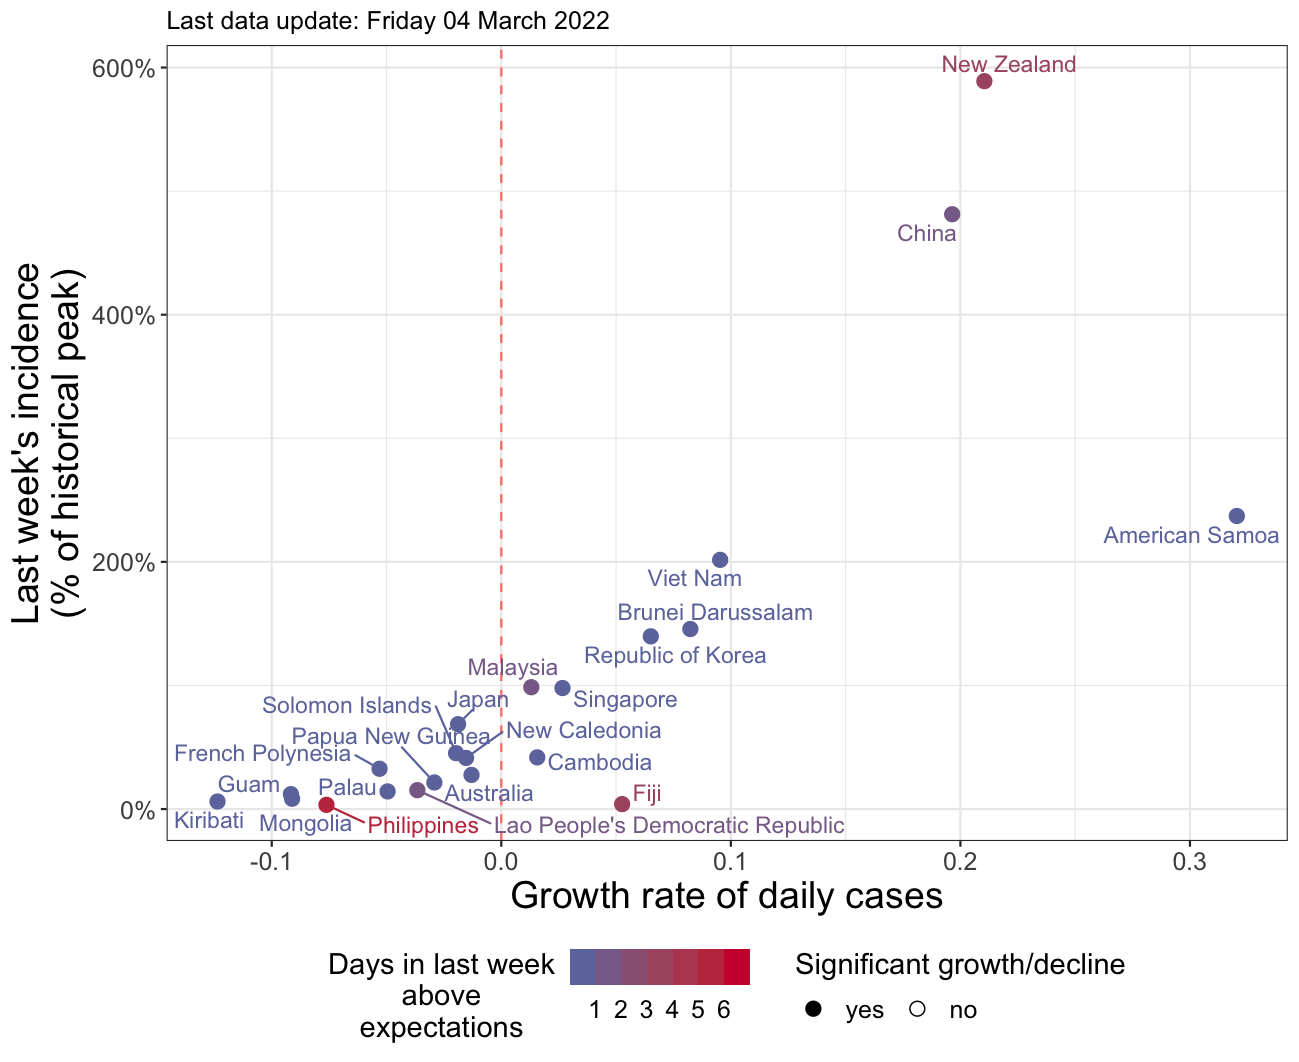 Last data update: Friday 04 March 2022
Last week's incidence
(% of historical peak)
600%
400%
200%
0%
New Zealand
China
American Samoa
Viet Nam
Brunei Darussalam
Republic of Korea
Malaysia
Singapore
Solomon Islands
Japan
Papua New Guinea
New Caledonia
French Polynesia
Cambodia
Guam
Palau
Australia
Fiji
Kiribati
Mongolia
Philippines
Lao People's Democratic Republic
-0.1 0.0 0.1 0.2 0.3
Growth rate of daily cases
Days in last week
above
expectations
1 2 3 4 5 6
Significant growth/decline
yes no